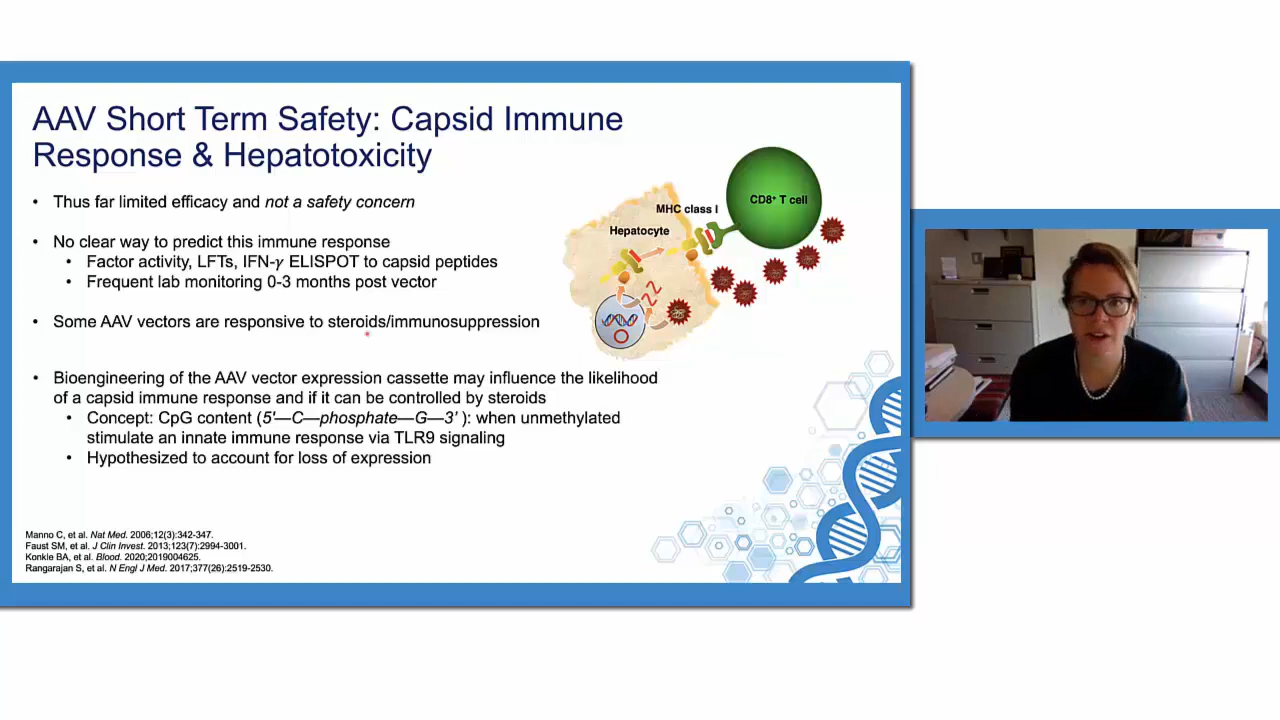 AAV Short Term Safety: Capsid Immune
Response & Hepatotoxicity
• Thus far limited efficacy and not a safety concern
• No clear way to predict this immune response
• Factor activity, LFTs, IFN-γ ELISPOT to capsid peptides
• Frequent lab monitoring 0-3 months post vector
• Some AAV vectors are responsive to steroids/immunosuppression
• Bioengineering of the AAV vector expression cassette may influence the likelihood
of a capsid immune response and if it can be controlled by steroids
• Concept: CpG content (5'—C—phosphate—G—3' ): when unmethylated
stimulate an innate immune response via TLR9 signaling
• Hypothesized to account for loss of expression
CD8+ T cell
MHC class I
Hepatocyte
Manno C, et al. Nat Med. 2006;12(3):342-347.
Faust SM, et al. J Clin Invest. 2013;123(7):2994-3001.
Konkle BA, et al. Blood. 2020;2019004625.
Rangarajan S, et al. N Engl J Med. 2017;377(26):2519-2530.